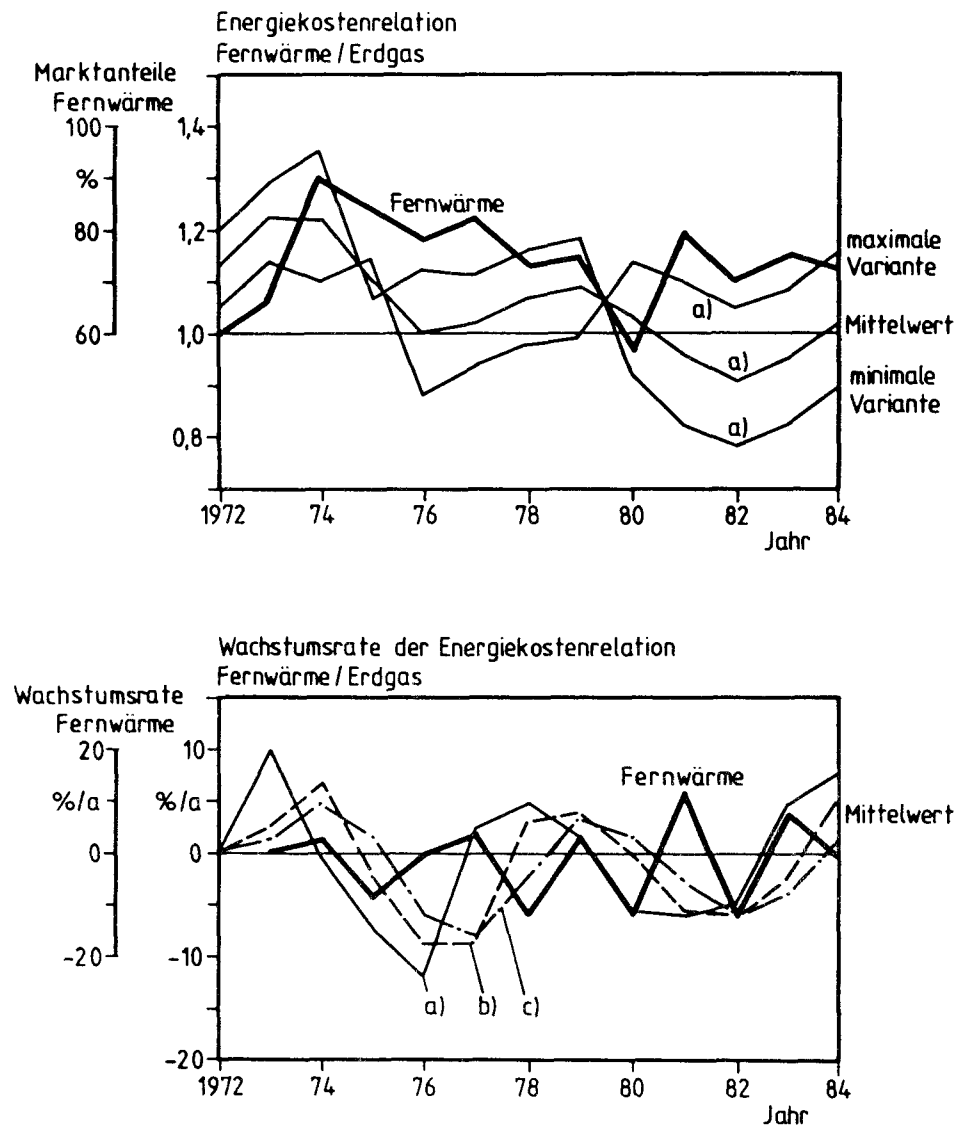 Energiekostenrelation
Fernwärme / Erdgas
Marktanteile
Fernwärme
100
%
80
60
1,4
1,2
1,0
0,8
Fernwärme
a)
a)
a)
maximale
Variante
Mittelwert
minimale
Variante
1972 74 76 78 80 82 84
Jahr
Wachstumsrate der Energiekostenrelation
Fernwärme / Erdgas
Wachstumsrate
Fernwärme
20
%/a
0
-20
10
%/a
0
-10
-20
Fernwärme
Mittelwert
a) b) c)
1972 74 76 78 80 82 84
Jahr